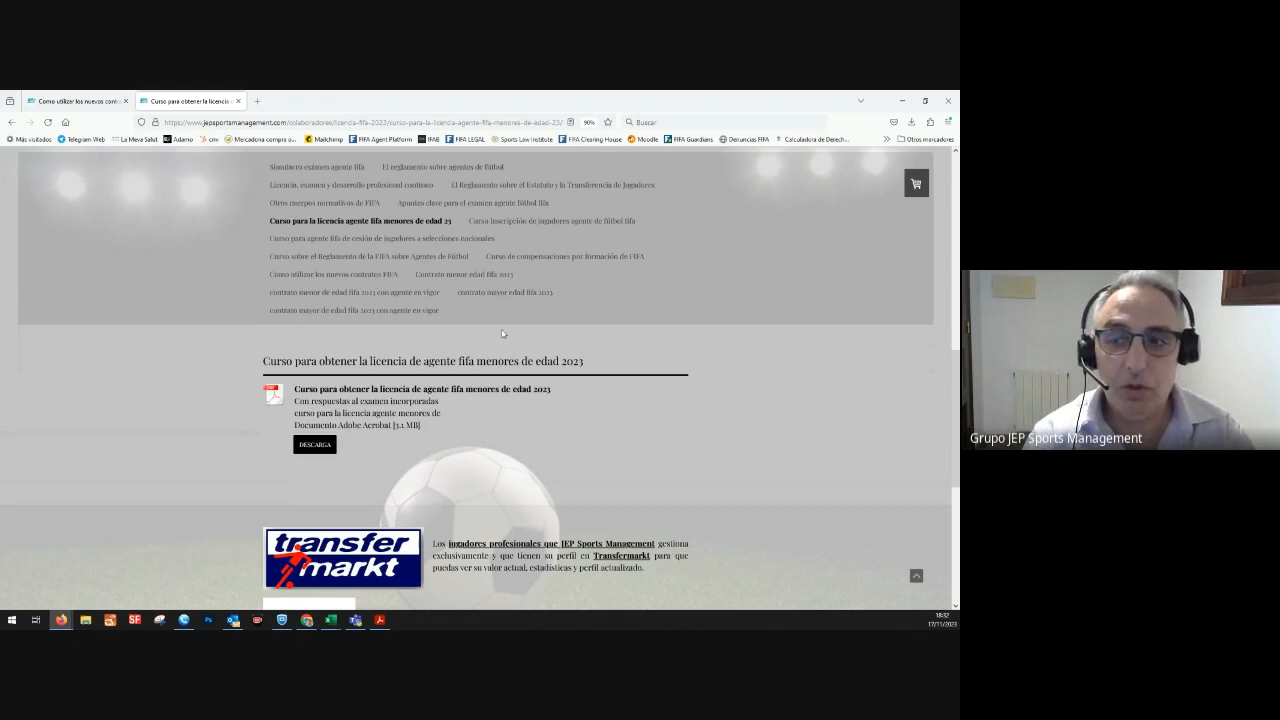 Como utilizar los nuevos contr
Curso para obtener la licencia
https://www.jepsportsmanagement.com/colaboradores/licencia-fifa-2023/curso-para-la-licencia-agente-fifa-menores-de-edad-23/
90%
Buscar
Más visitados Telegram Web La Meva Salut Adamo cnv Mercadona compra o... Mailchimp FIFA Agent Platform IFAB FIFA LEGAL Sports Law Institute FIFA Clearing House Moodle FIFA Guardians Denuncias FIFA Calculadora de Derech... Otros marcadores
Simulacro exámen agente fifa El reglamento sobre agentes de fútbol
Licencia, examen y desarrollo profesional continuo El Reglamento sobre el Estatuto y la Transferencia de Jugadores
Otros cuerpos normativos de FIFA Apuntes clave para el examen agente fútbol fifa
Curso para la licencia agente fifa menores de edad 23 Curso Inscripción de jugadores agente de fútbol fifa
Curso para agente fifa de cesión de jugadores a selecciones nacionales
Curso sobre el Reglamento de la FIFA sobre Agentes de Fútbol Curso de compensaciones por formación de FIFA
Como utilizar los nuevos contratos FIFA Contrato menor edad fifa 2023
contrato menor de edad fifa 2023 con agente en vigor contrato mayor edad fifa 2023
contrato mayor de edad fifa 2023 con agente en vigor
Curso para obtener la licencia de agente fifa menores de edad 2023
Curso para obtener la licencia de agente fifa menores de edad 2023
Con respuestas al examen incorporadas
curso para la licencia agente menores de
Documento Adobe Acrobat [3.1 MB]
DESCARGA
transfer
markt
Los jugadores profesionales que JEP Sports Management gestiona
exclusivamente y que tienen su perfil en Transfermarkt para que
puedas ver su valor actual, estadísticas y perfil actualizado.
Grupo JEP Sports Management
18:32
17/11/2023